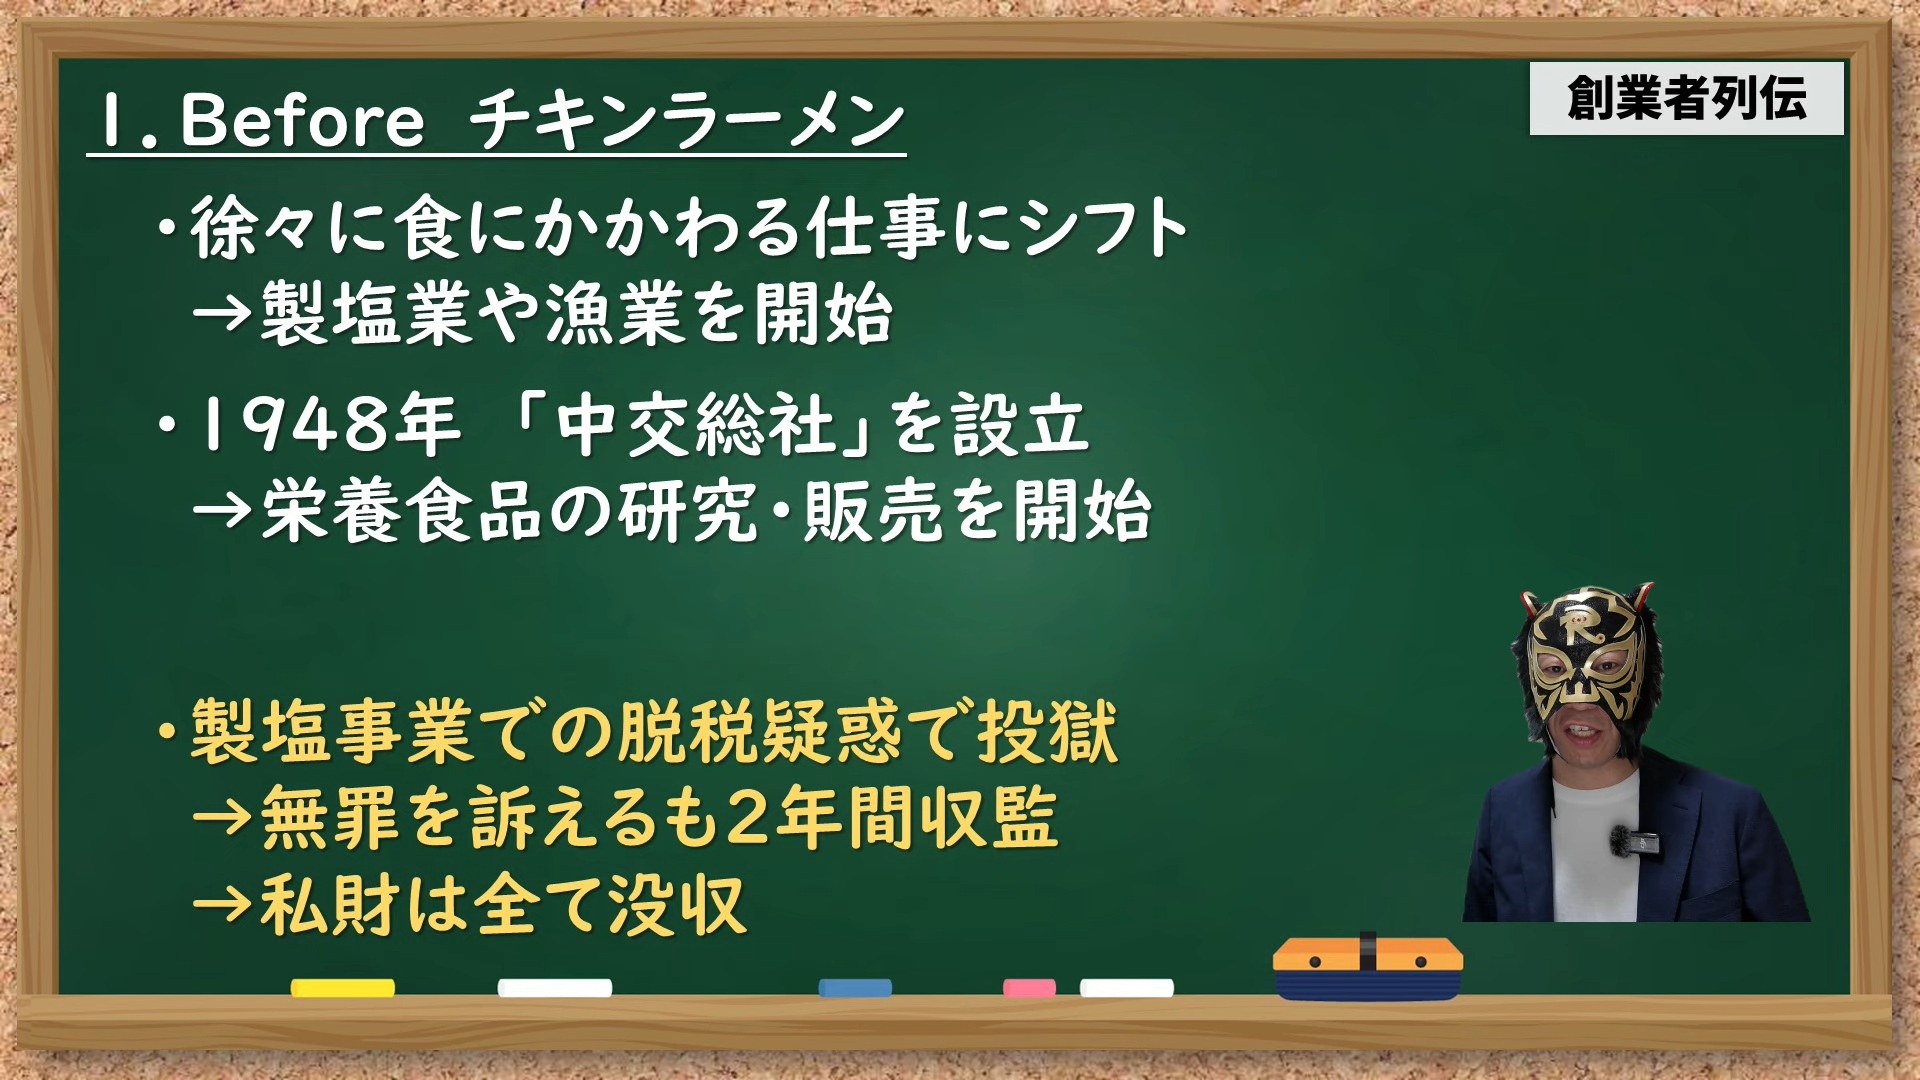 創業者列伝
1. Before チキンラーメン
・徐々に食にかかわる仕事にシフト
→製塩業や漁業を開始
・1948年 「中交総社」を設立
→栄養食品の研究・販売を開始
・製塩事業での脱税疑惑で投獄
→無罪を訴えるも2年間収監
→私財は全て没収
R